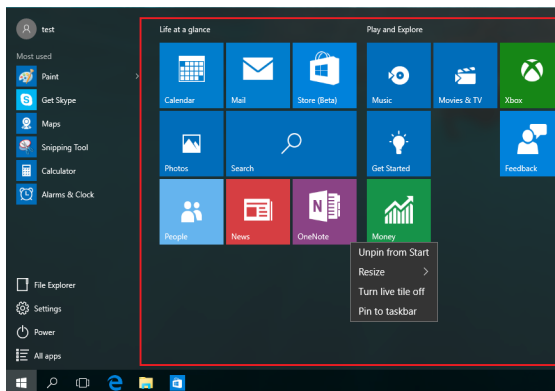 test
Most used
Paint
Get Skype
Maps
Snipping Tool
Calculator
Alarms & Clock
File Explorer
Settings
Power
All apps
Life at a glance
Calendar
Mail
Store (Beta)
Photos
Search
People
News
OneNote
Play and Explore
Music
Movies & TV
Xbox
Get Started
Feedback
Money
Unpin from Start
Resize
Turn live tile off
Pin to taskbar